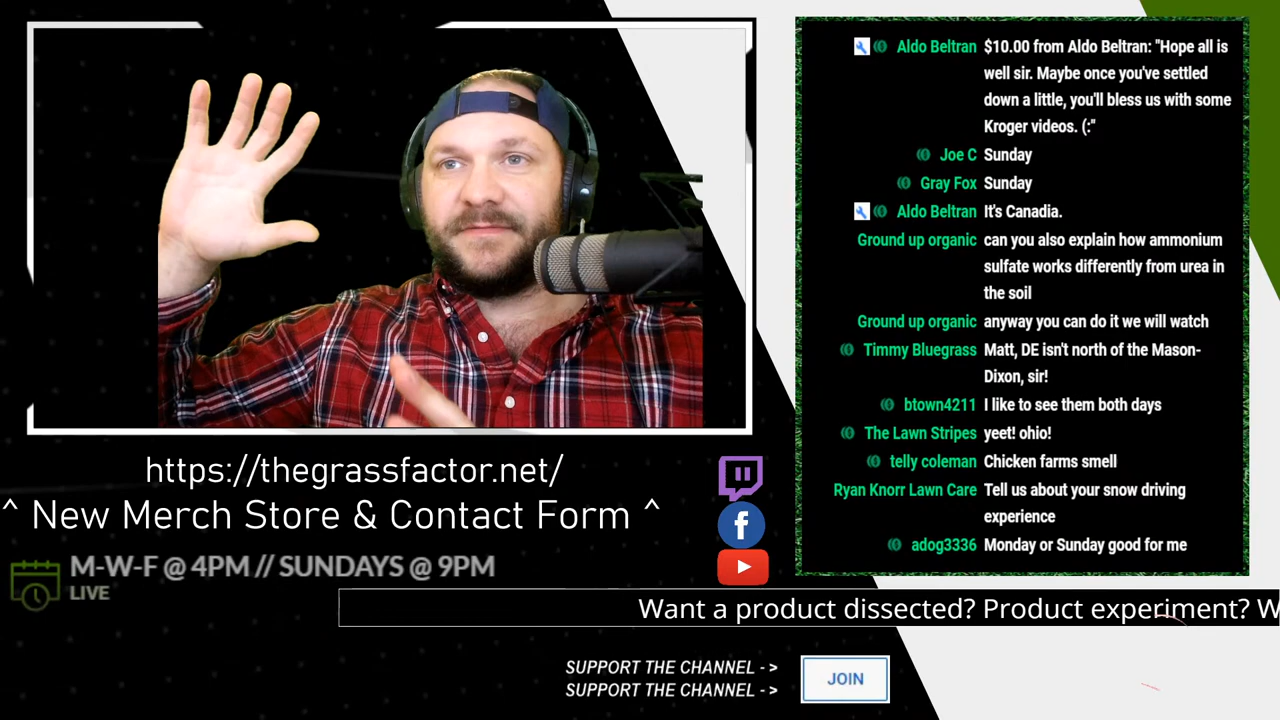 Aldo Beltran $10.00 from Aldo Beltran: "Hope all is
well sir. Maybe once you've settled
down a little, you'll bless us with some
Kroger videos. (:"
Joe C Sunday
Gray Fox Sunday
Aldo Beltran It's Canadia.
Ground up organic can you also explain how ammonium
sulfate works differently from urea in
the soil
Ground up organic anyway you can do it we will watch
Timmy Bluegrass Matt, DE isn't north of the Mason-
Dixon, sir!
btown4211 I like to see them both days
The Lawn Stripes yeet! ohio!
telly coleman Chicken farms smell
Ryan Knorr Lawn Care Tell us about your snow driving
experience
adog3336 Monday or Sunday good for me
https://thegrassfactor.net/
^ New Merch Store & Contact Form ^
M-W-F @ 4PM // SUNDAYS @ 9PM
LIVE
Want a product dissected? Product experiment? W
SUPPORT THE CHANNEL - >
SUPPORT THE CHANNEL - >
JOIN